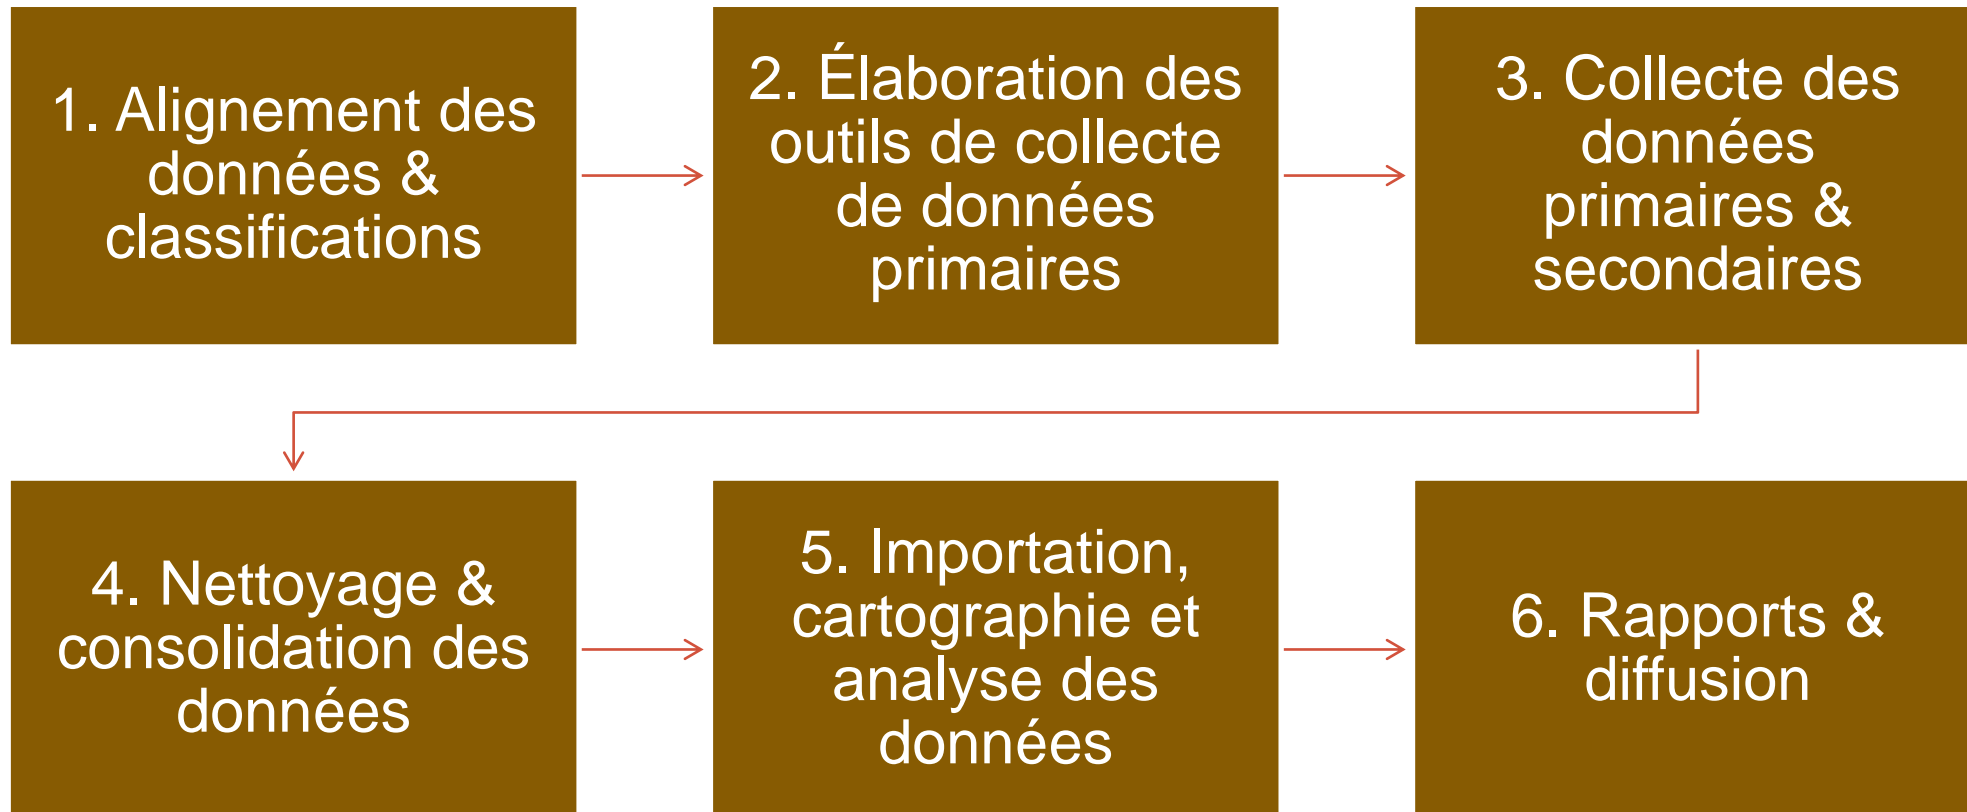 1. Alignement des
données &
classifications
2. Élaboration des
outils de collecte
de données
primaires
3. Collecte des
données
primaires &
secondaires
4. Nettoyage &
consolidation des
données
5. Importation,
cartographie et
analyse des
données
6. Rapports &
diffusion